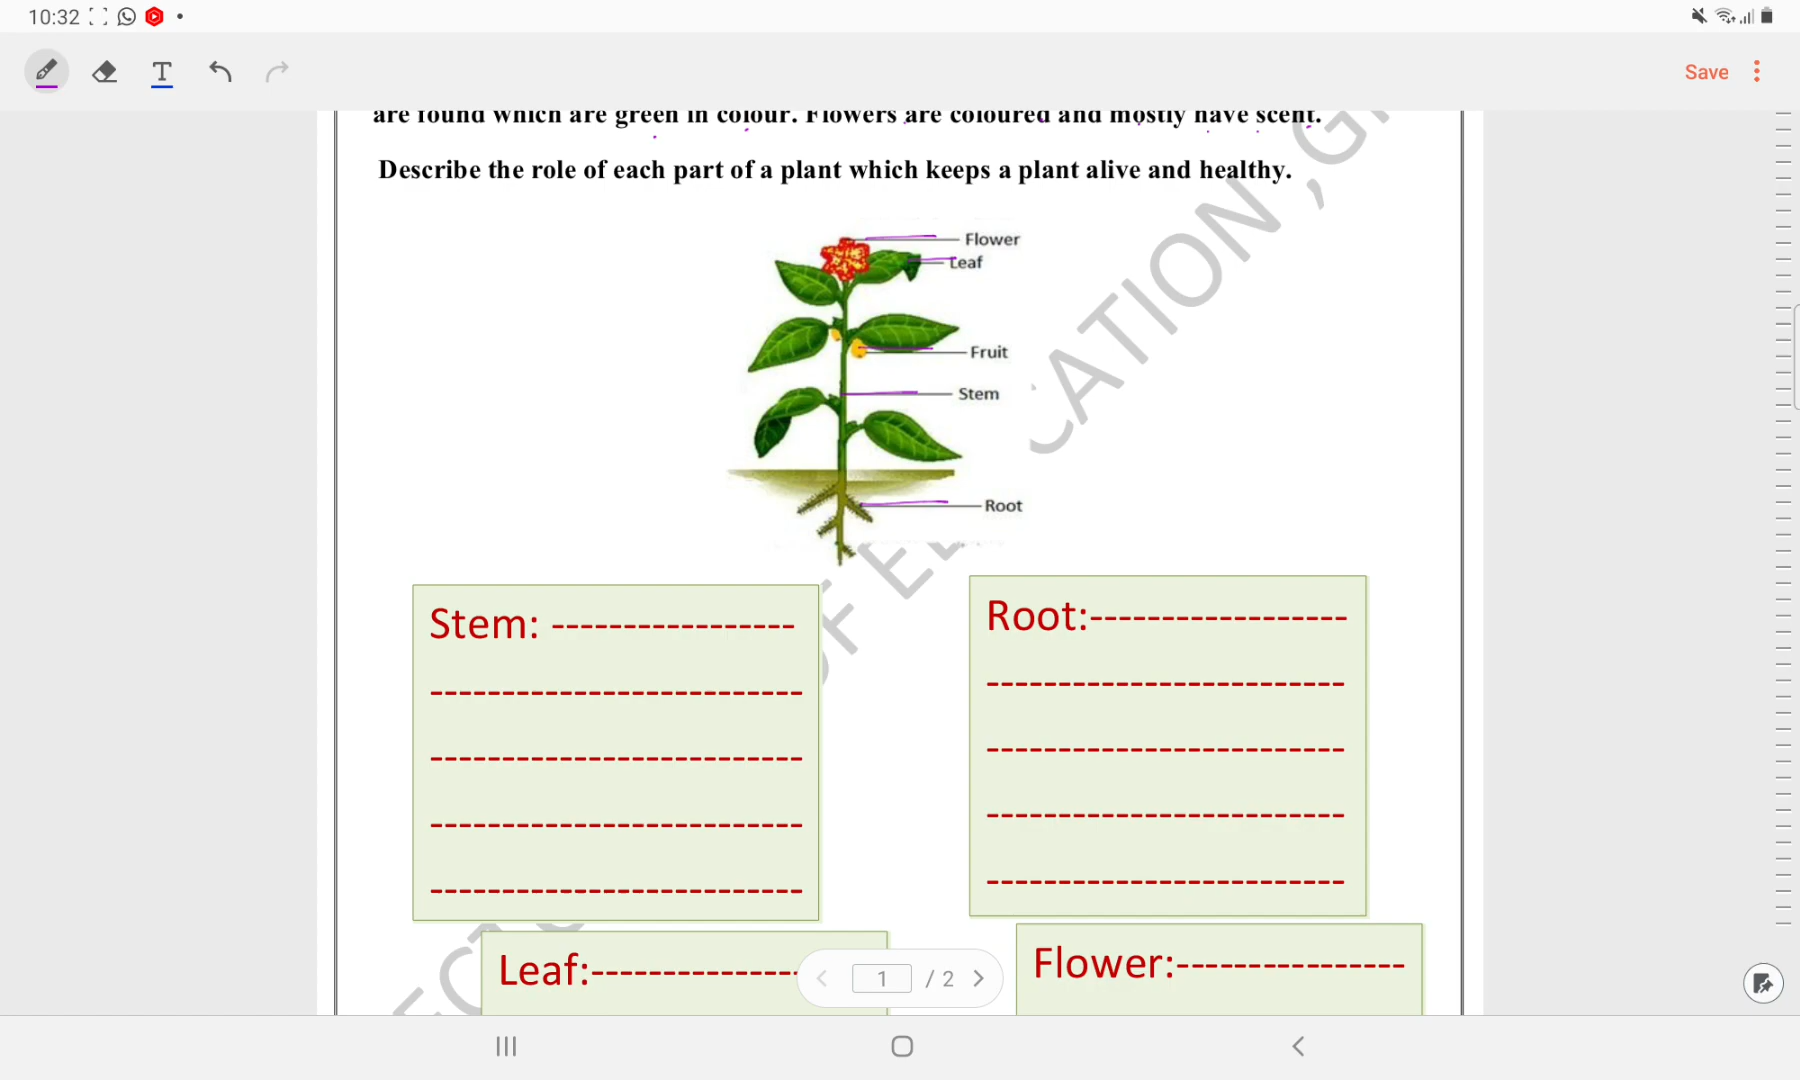 10:32
Save
are found which are green in colour. Flowers are coloured and mostly have scent.
Describe the role of each part of a plant which keeps a plant alive and healthy.
Flower
Leaf
Fruit
Stem
Root
Stem: -----------------
--------------------------
--------------------------
--------------------------
--------------------------
Root:------------------
-------------------------
-------------------------
-------------------------
-------------------------
Leaf:---------------
Flower:----------------
1 / 2